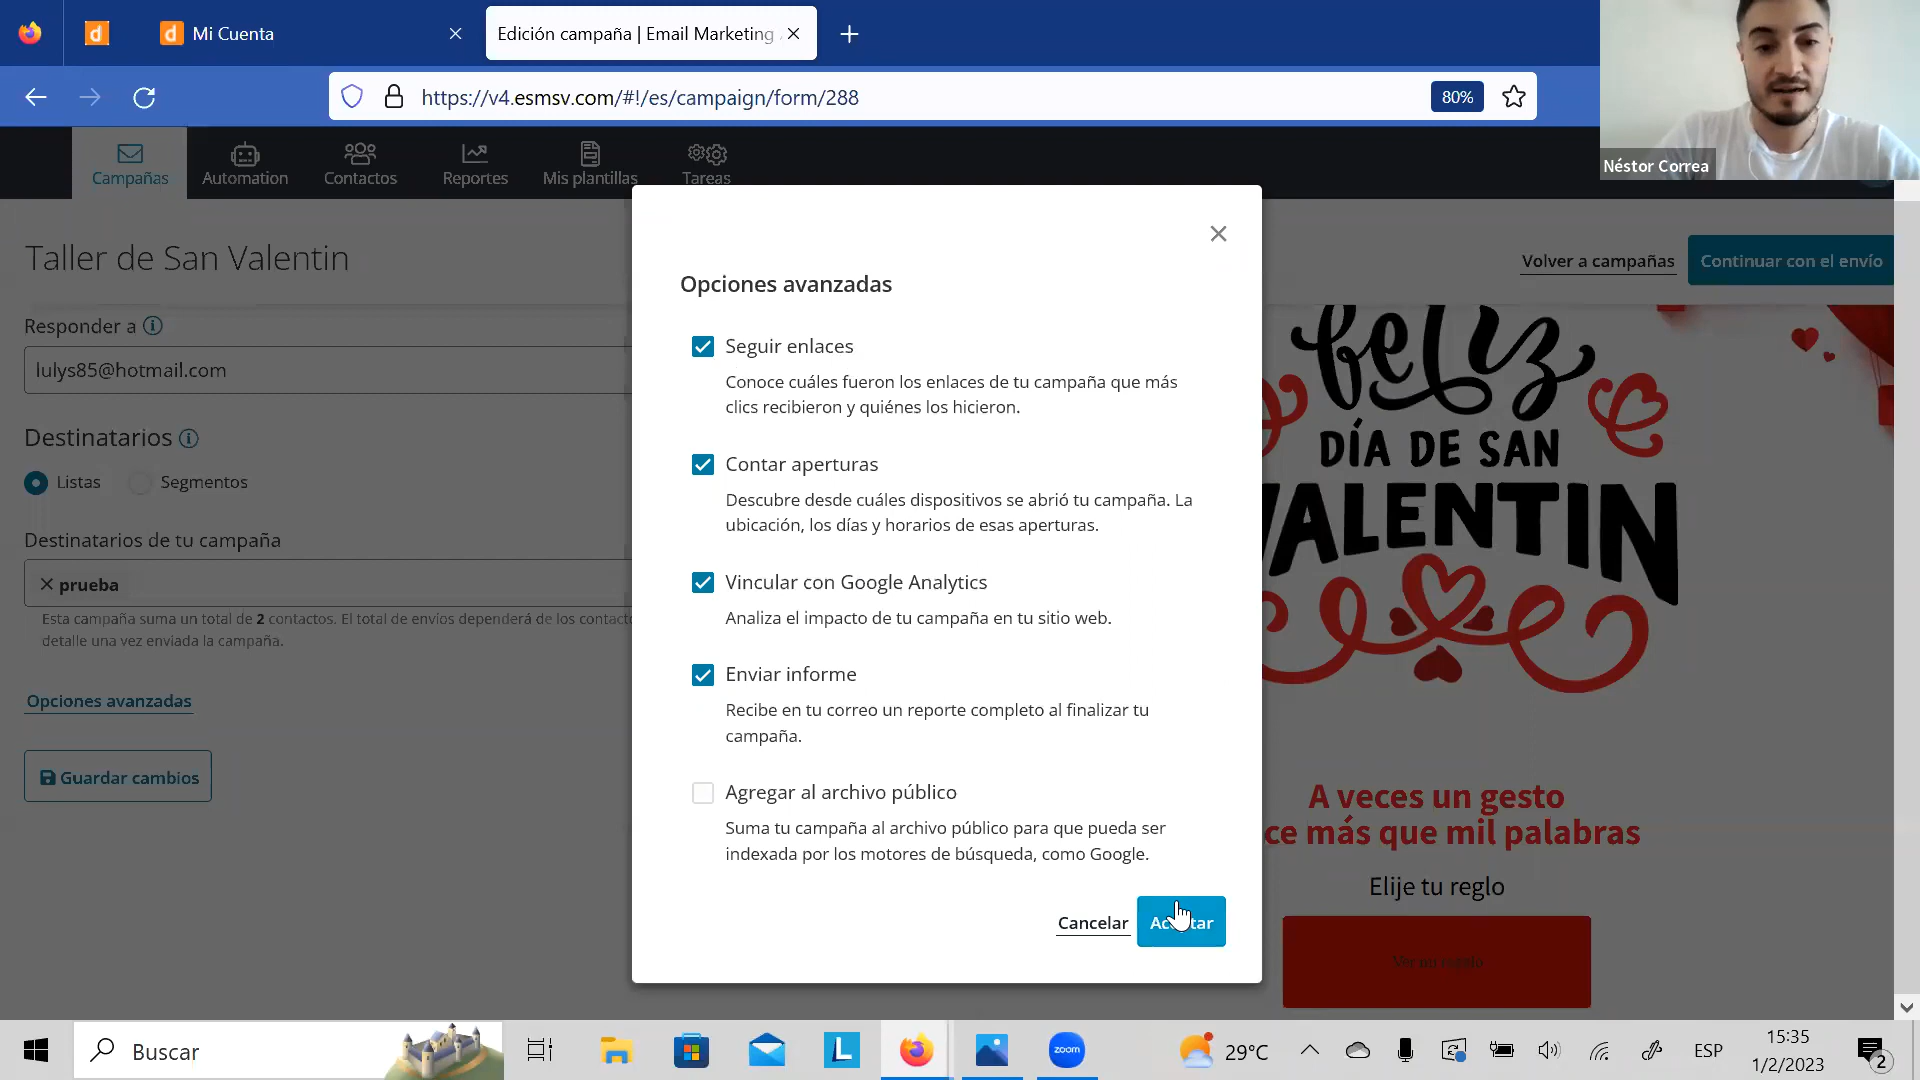 Mi Cuenta
Edición campaña | Email Marketing
https://v4.esmsv.com/#!/es/campaign/form/288
80%
Néstor Correa
Campañas
Automation
Contactos
Reportes
Mis plantillas
Tareas
Taller de San Valentin
Volver a campañas
Continuar con el envío
Responder a
lulys85@hotmail.com
Destinatarios
Listas
Segmentos
Destinatarios de tu campaña
prueba
Esta campaña suma un total de 2 contactos. El total de envíos dependerá de los
detalle una vez enviada la campaña.
Opciones avanzadas
Guardar cambios
Opciones avanzadas
Seguir enlaces
Conoce cuáles fueron los enlaces de tu campaña que más
clics recibieron y quiénes los hicieron.
Contar aperturas
Descubre desde cuáles dispositivos se abrió tu campaña. La
ubicación, los días y horarios de esas aperturas.
Vincular con Google Analytics
Analiza el impacto de tu campaña en tu sitio web.
Enviar informe
Recibe en tu correo un reporte completo al finalizar tu
campaña.
Agregar al archivo público
Suma tu campaña al archivo público para que pueda ser
indexada por los motores de búsqueda, como Google.
Cancelar
feliz
DÍA DE SAN
VALENTIN
A veces un gesto
ce más que mil palabras
Elije tu reglo
Ver un regalo
Buscar
L
zoom
29°C
ESP
15:35
1/2/2023
2